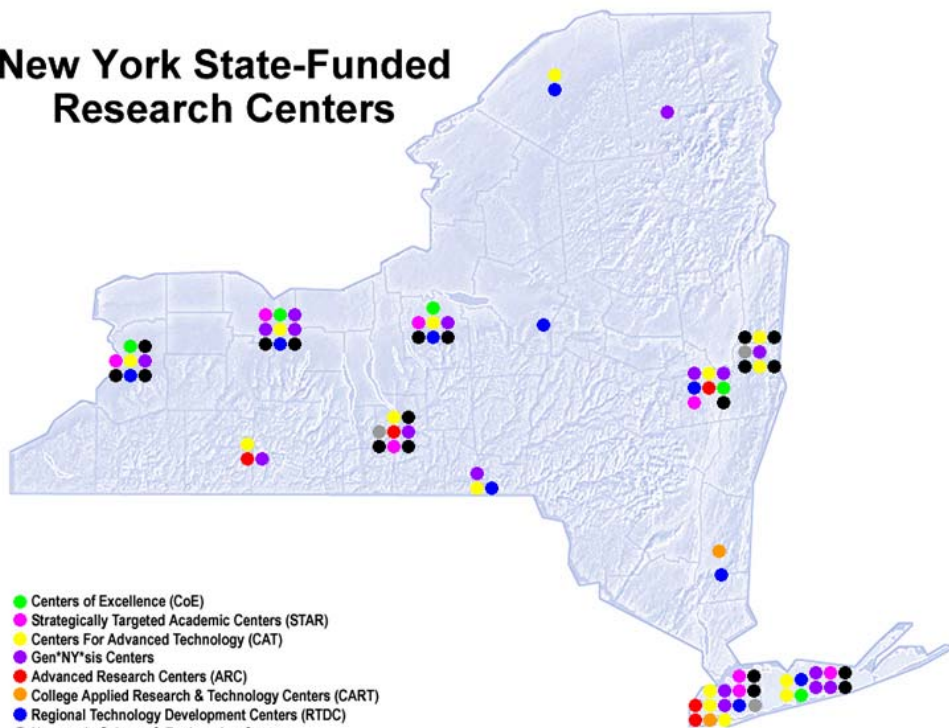 New York State-Funded
Research Centers
Centers of Excellence (CoE)
Strategically Targeted Academic Centers (STAR)
Centers For Advanced Technology (CAT)
Gen*NY*sis Centers
Advanced Research Centers (ARC)
College Applied Research & Technology Centers (CART)
Regional Technology Development Centers (RTDC)